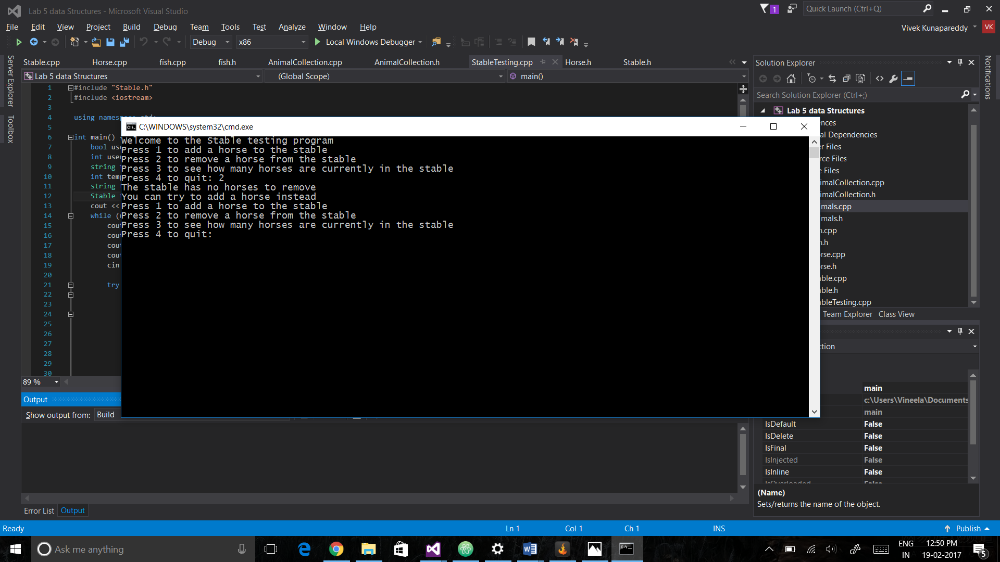 Lab 5 data Structures - Microsoft Visual Studio
1
Quick Launch (Ctrl+Q)
File Edit View Project Build Debug Team Tools Test Analyze Window Help
Vivek Kunapareddy VK
Debug x86 Local Windows Debugger
Server Explorer
Toolbox
Stable.cpp Horse.cpp fish.cpp fish.h AnimalCollection.cpp AnimalCollection.h StableTesting.cpp Horse.h Stable.h
Lab 5 data Structures (Global Scope) main()
1 #include "Stable.h"
2 #include <iostream>
3
4 using namesp
5
6 int main()
7 bool use
8 int user
9 string
10 int tem
11 string
12 Stable
13 cout <<
14 while (
15 cou
16 cou
17 cou
18 cou
19 cin
20
21 try
22
23
24
25
26
27
28
29
30
89 %
C:\WINDOWS\system32\cmd.exe
Welcome to the Stable testing program
Press 1 to add a horse to the stable
Press 2 to remove a horse from the stable
Press 3 to see how many horses are currently in the stable
Press 4 to quit: 2
The stable has no horses to remove
You can try to add a horse instead
Press 1 to add a horse to the stable
Press 2 to remove a horse from the stable
Press 3 to see how many horses are currently in the stable
Press 4 to quit:
Output
Show output from: Build
Error List Output
Solution Explorer
Search Solution Explorer (Ctrl+;)
Lab 5 data Structures
ences
al Dependencies
r Files
rce Files
e Files
imalCollection.cpp
imalCollection.h
mals.cpp
mals.h
h.cpp
h.h
rse.cpp
rse.h
ble.cpp
ble.h
bleTesting.cpp
Team Explorer Class View
Notifications
ction
main
c:\Users\Vineela\Documents
main
IsDefault False
IsDelete False
IsFinal False
IsInjected False
IsInline False
IsOverloaded False
(Name)
Sets/returns the name of the object.
Ready Ln 1 Col 1 Ch 1 INS Publish
Ask me anything
ENG
IN
12:50 PM
19-02-2017
5